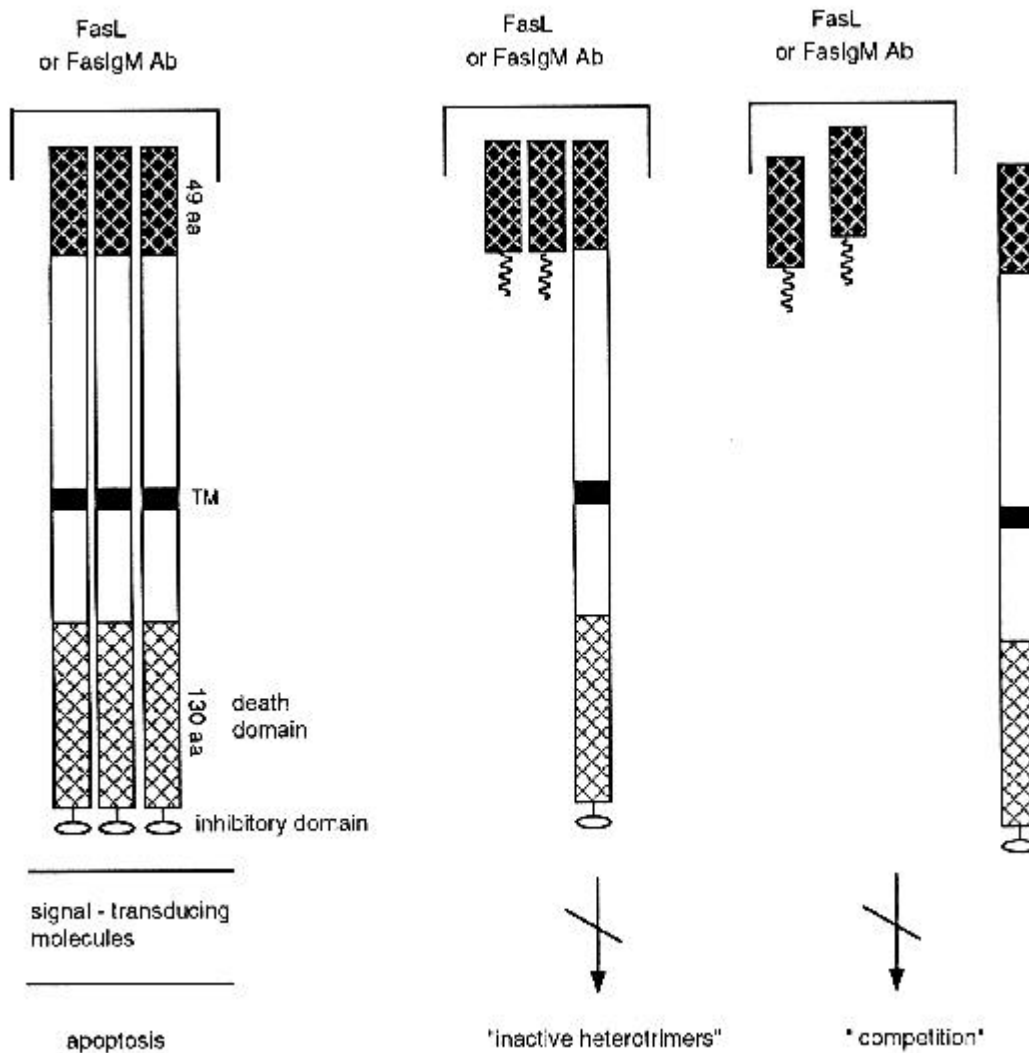 FasL
or FasIgM Ab
FasL
or FasIgM Ab
FasL
or FasIgM Ab
49 aa
TM
130 aa
death
domain
inhibitory domain
signal - transducing
molecules
apoptosis
"inactive heterotrimers"
" competition"